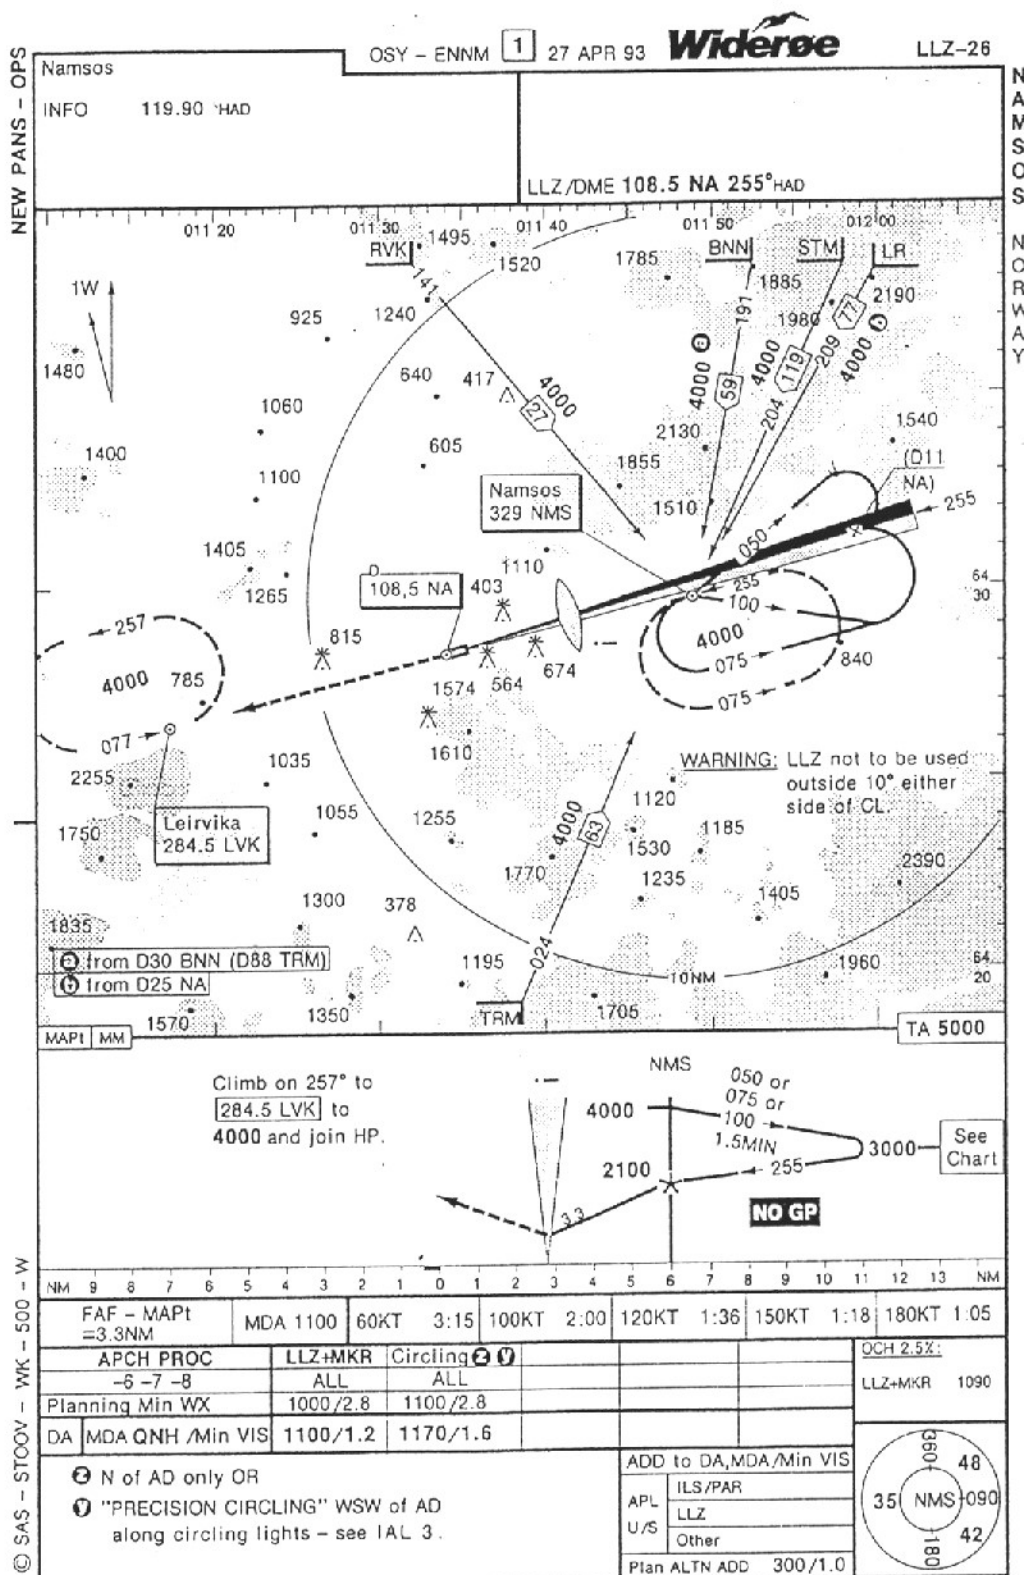 OSY - ENNM 1 27 APR 93 Widerøe LLZ-26
NEW PANS - OPS
Namsos
INFO 119.90 HAD
LLZ/DME 108.5 NA 255° HAD
NAMSOS NORWAY
011 20 011 30 011 40 011 50 012 00
RVK 1495 1520 1785 BNN STM LR
1885 2190
1W
141 1240 191 1980 77
925
4000 4000 4000 209 4000
1480
640 417 59 119
1060 27 204
2130 1540
1400 605 1855 (D11
1100 NA)
Namsos
329 NMS
1510 255
050
1405 1110
D
108,5 NA
403 255 64
30
1265 100
257 815 4000
4000 785 674 075 840
1574 564
075
077 1610
2255 1035
WARNING: LLZ not to be used
outside 10° either
side of CL.
1120
Leirvika
284.5 LVK
1750 1055 1255 4000 63 1185
1530 2390
1770 1235
1300 378 1405
1835
024
from D30 BNN (D88 TRM)
from D25 NA
1195 10NM 1960 64
20
1570 1350 TRM 1705
MAPt MM TA 5000
Climb on 257° to
284.5 LVK to
4000 and join HP.
NMS
050 or
075 or
100
1.5MIN
4000 3000 See
Chart
2100 255
3.3 NO GP
NM 9 8 7 6 5 4 3 2 1 0 1 2 3 4 5 6 7 8 9 10 11 12 13 NM
FAF - MAPt
=3.3NM
MDA 1100 60KT 3:15 100KT 2:00 120KT 1:36 150KT 1:18 180KT 1:05
APCH PROC LLZ+MKR Circling
-6 -7 -8 ALL ALL
Planning Min WX 1000/2.8 1100/2.8
DA MDA QNH /Min VIS 1100/1.2 1170/1.6
OCH 2.5%:
LLZ+MKR 1090
N of AD only OR
"PRECISION CIRCLING" WSW of AD
along circling lights - see IAL 3.
ADD to DA,MDA/Min VIS
APL
U/S
ILS/PAR
LLZ
Other
Plan ALTN ADD 300/1.0
360 48
35 NMS 090
180 42
© SAS - STOOV - WK - 500 - W